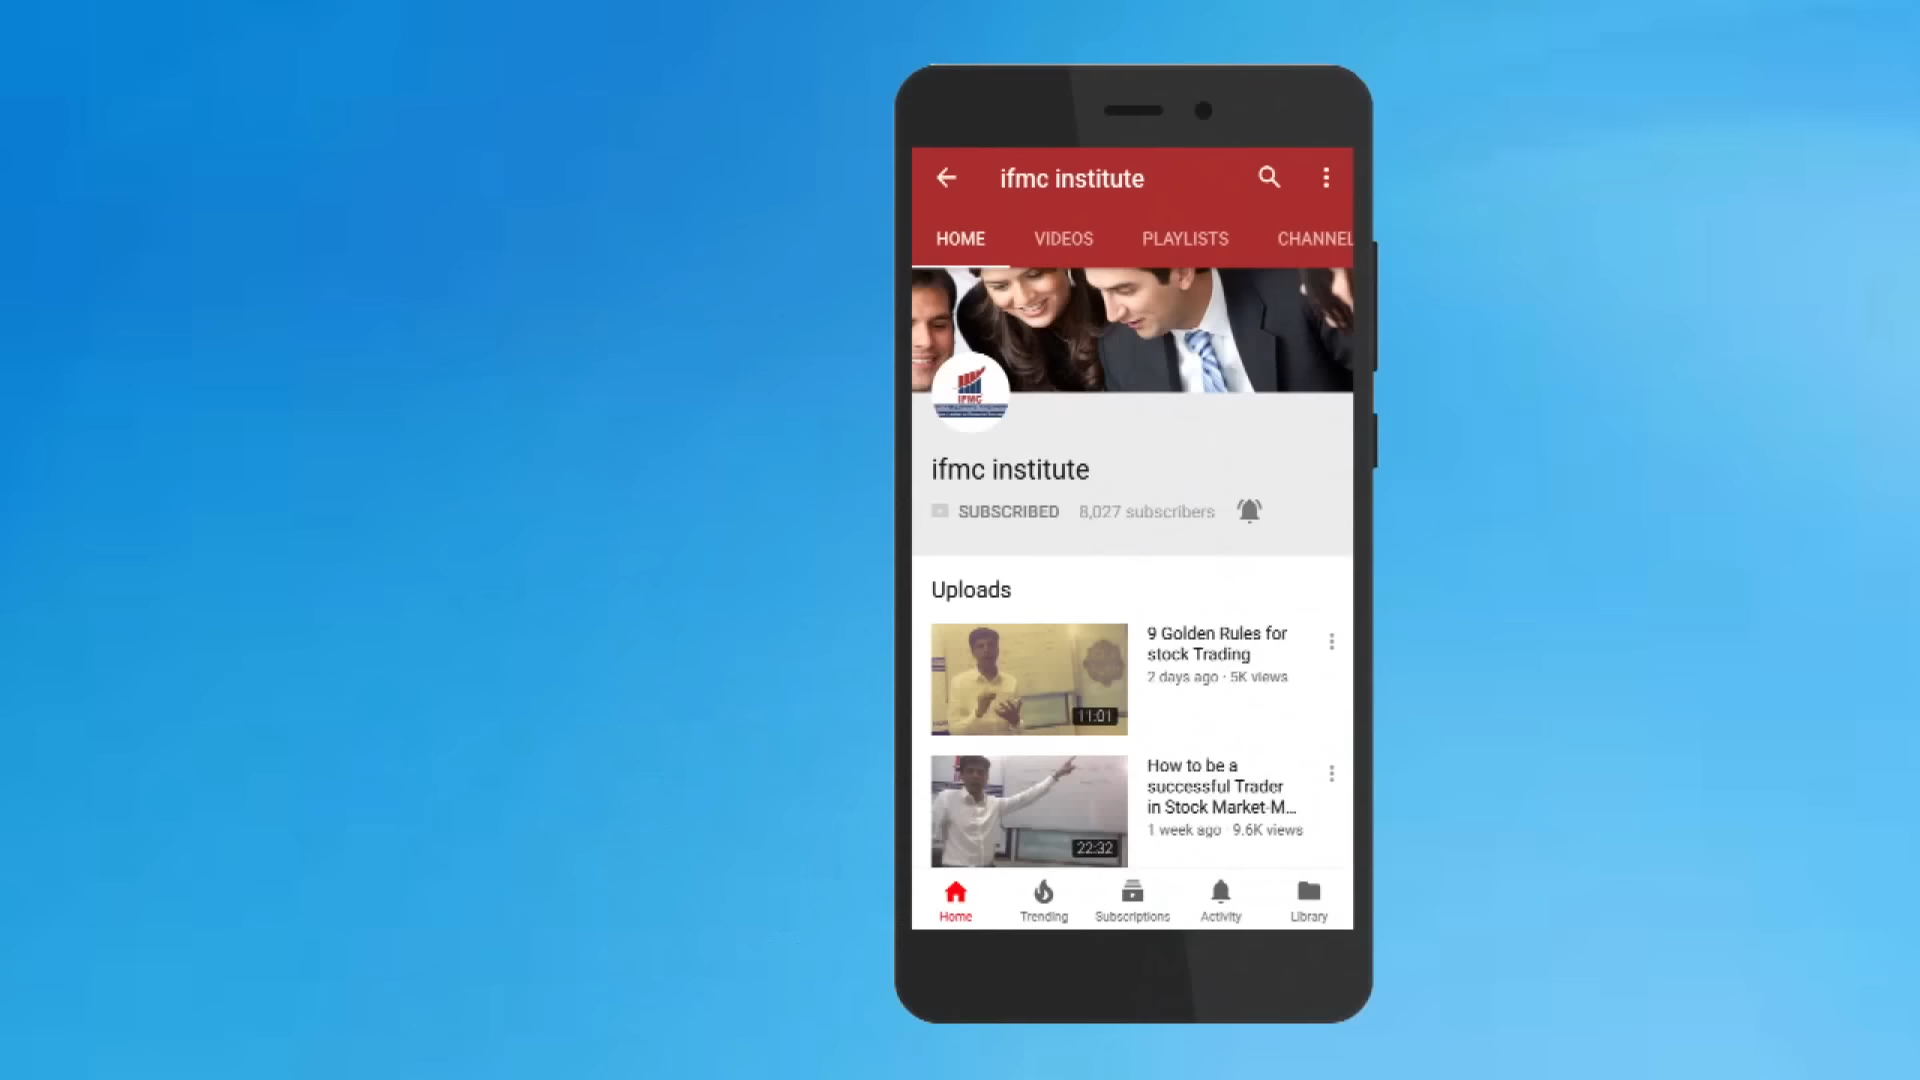 ifmc institute
HOME VIDEOS PLAYLISTS CHANNEL
IFMC
ifmc institute
SUBSCRIBED 8,027 subscribers
Uploads
9 Golden Rules for
stock Trading
2 days ago · 5K views
11:01
How to be a
successful Trader
in Stock Market-M...
1 week ago · 9.6K views
22:32
Home Trending Subscriptions Activity Library